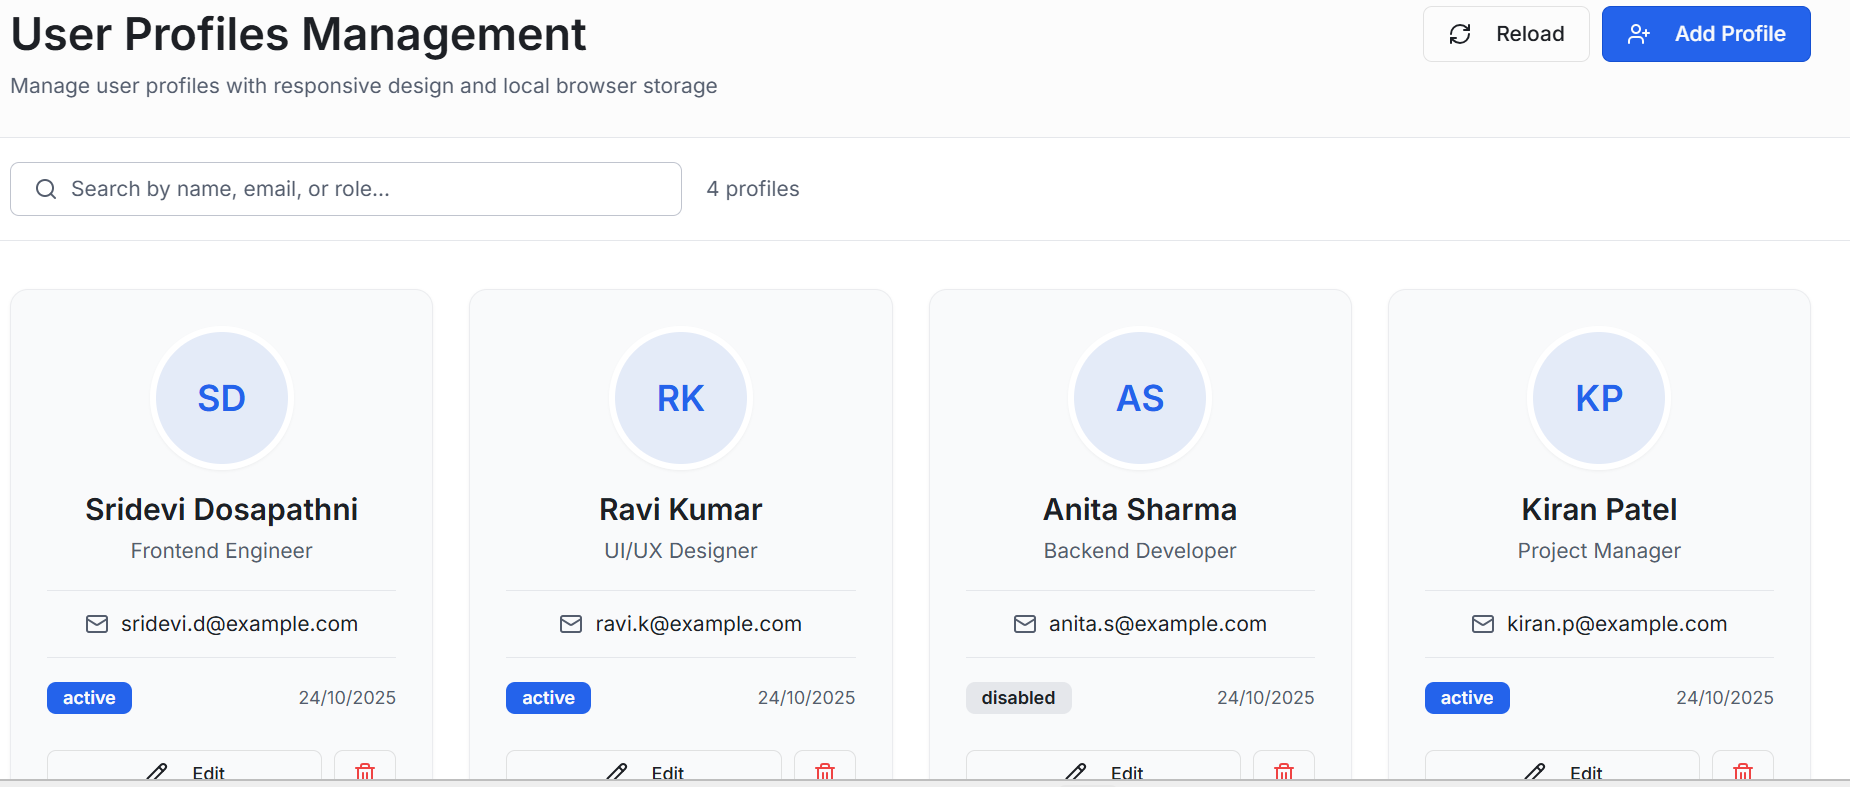 User Profiles Management
Reload
Add Profile
Manage user profiles with responsive design and local browser storage
Search by name, email, or role...
4 profiles
SD
Sridevi Dosapathni
Frontend Engineer
sridevi.d@example.com
active
24/10/2025
Edit
RK
Ravi Kumar
UI/UX Designer
ravi.k@example.com
active
24/10/2025
Edit
AS
Anita Sharma
Backend Developer
anita.s@example.com
disabled
24/10/2025
Edit
KP
Kiran Patel
Project Manager
kiran.p@example.com
active
24/10/2025
Edit